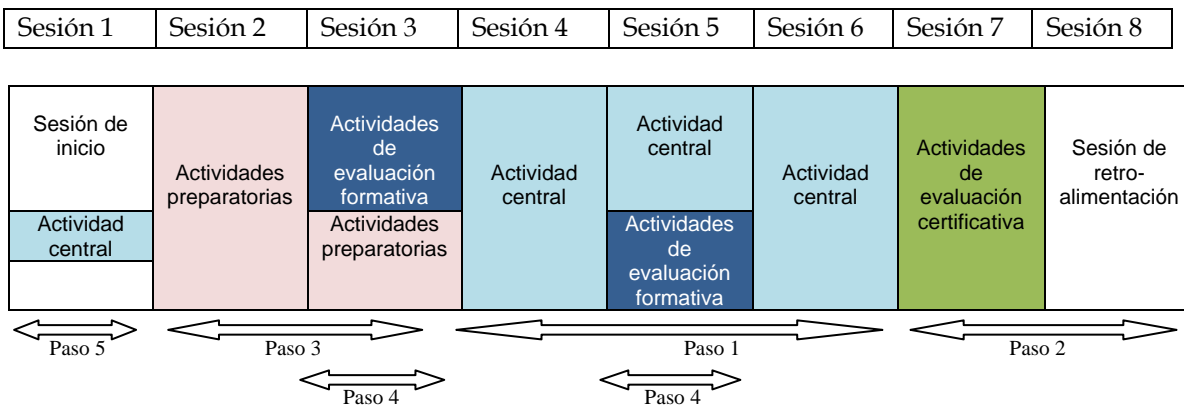 Sesión 1 Sesión 2 Sesión 3 Sesión 4 Sesión 5 Sesión 6 Sesión 7 Sesión 8
Sesión de
inicio
Actividad
central
Actividades
preparatorias
Actividades
de
evaluación
formativa
Actividades
preparatorias
Actividad
central
Actividad
central
Actividades
de
evaluación
formativa
Actividad
central
Actividades
de
evaluación
certificativa
Sesión de
retro-
alimentación
Paso 5
Paso 3
Paso 1
Paso 2
Paso 4
Paso 4